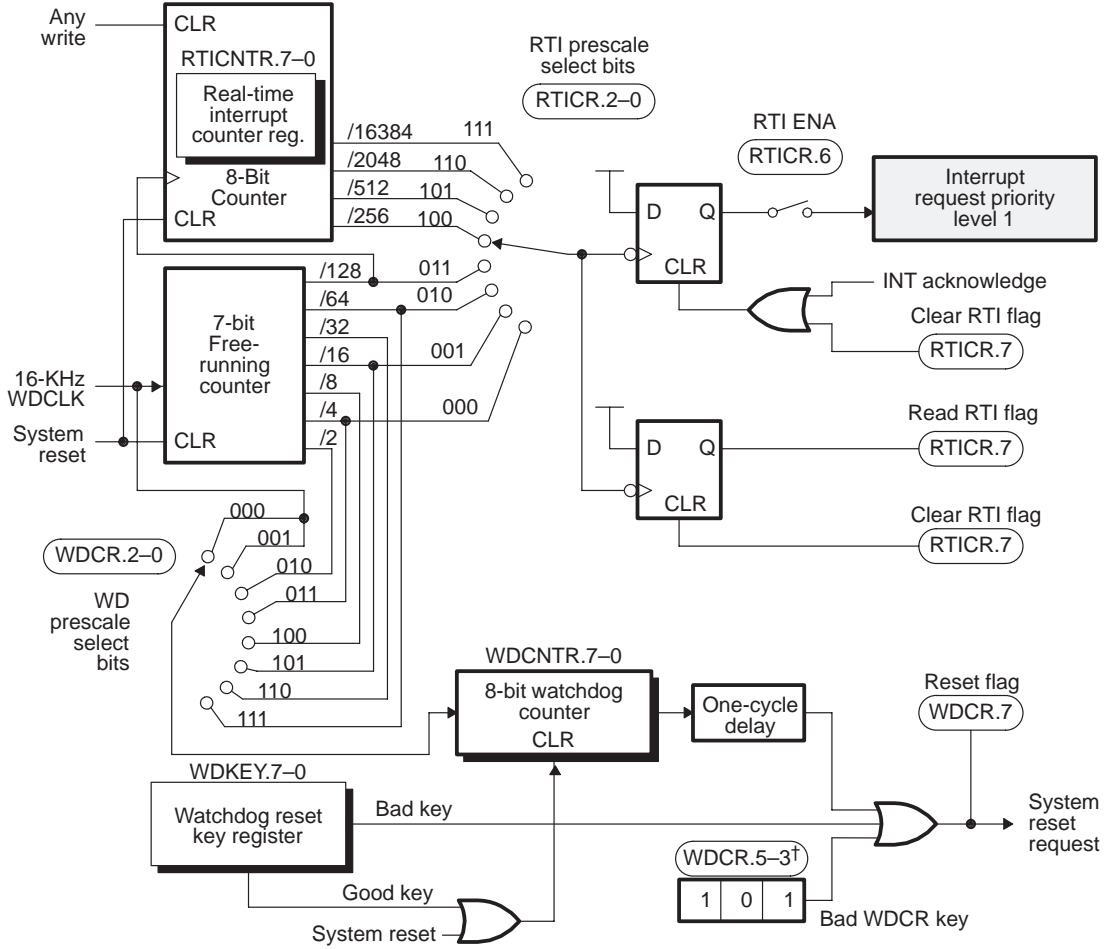 Any
write
CLR
RTICNTR.7–0
Real-time
interrupt
counter reg.
8-Bit
Counter
CLR
/16384
111
/2048
110
/512
101
/256
100
RTI prescale
select bits
RTICR.2–0
RTI ENA
RTICR.6
D
Q
CLR
Interrupt
request priority
level 1
INT acknowledge
Clear RTI flag
RTICR.7
/128
011
/64
010
/32
/16
001
/8
/4
000
/2
7-bit
Free-
running
counter
CLR
16-KHz
WDCLK
System
reset
D
Q
CLR
Read RTI flag
RTICR.7
Clear RTI flag
RTICR.7
000
001
010
011
100
101
110
111
WDCR.2–0
WD
prescale
select
bits
WDCNTR.7–0
8-bit watchdog
counter
CLR
One-cycle
delay
Reset flag
WDCR.7
WDKEY.7–0
Watchdog reset
key register
Bad key
Good key
System reset
WDCR.5–3†
1 0 1
Bad WDCR key
System
reset
request